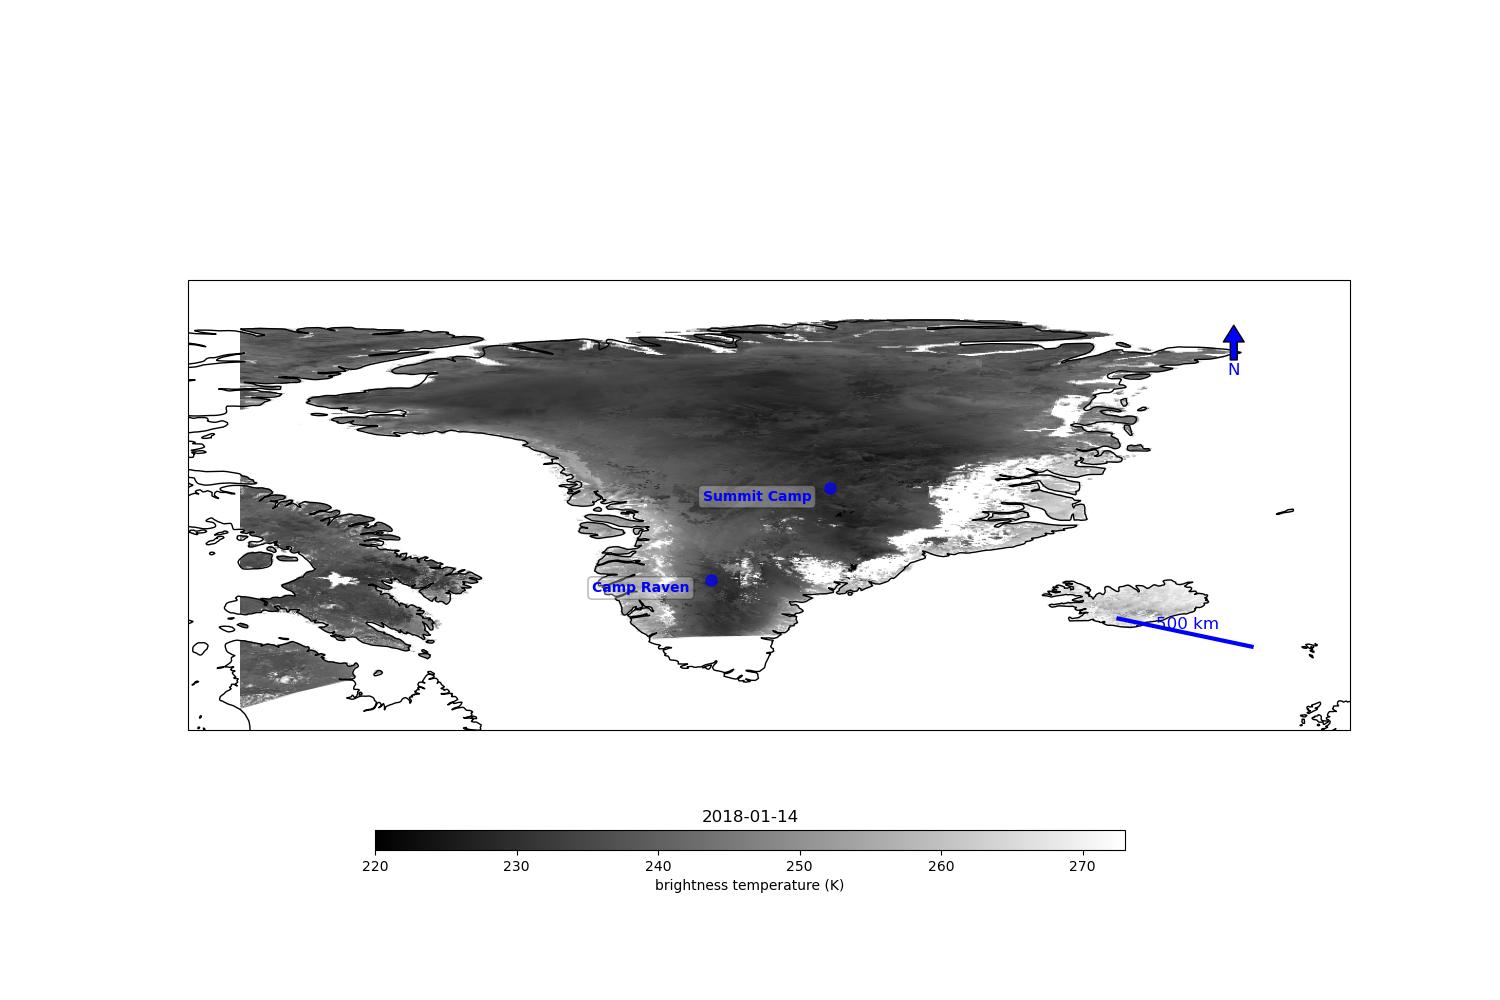 N
Summit Camp
Camp Raven
500 km
2018-01-14
220 230 240 250 260 270
brightness temperature (K)